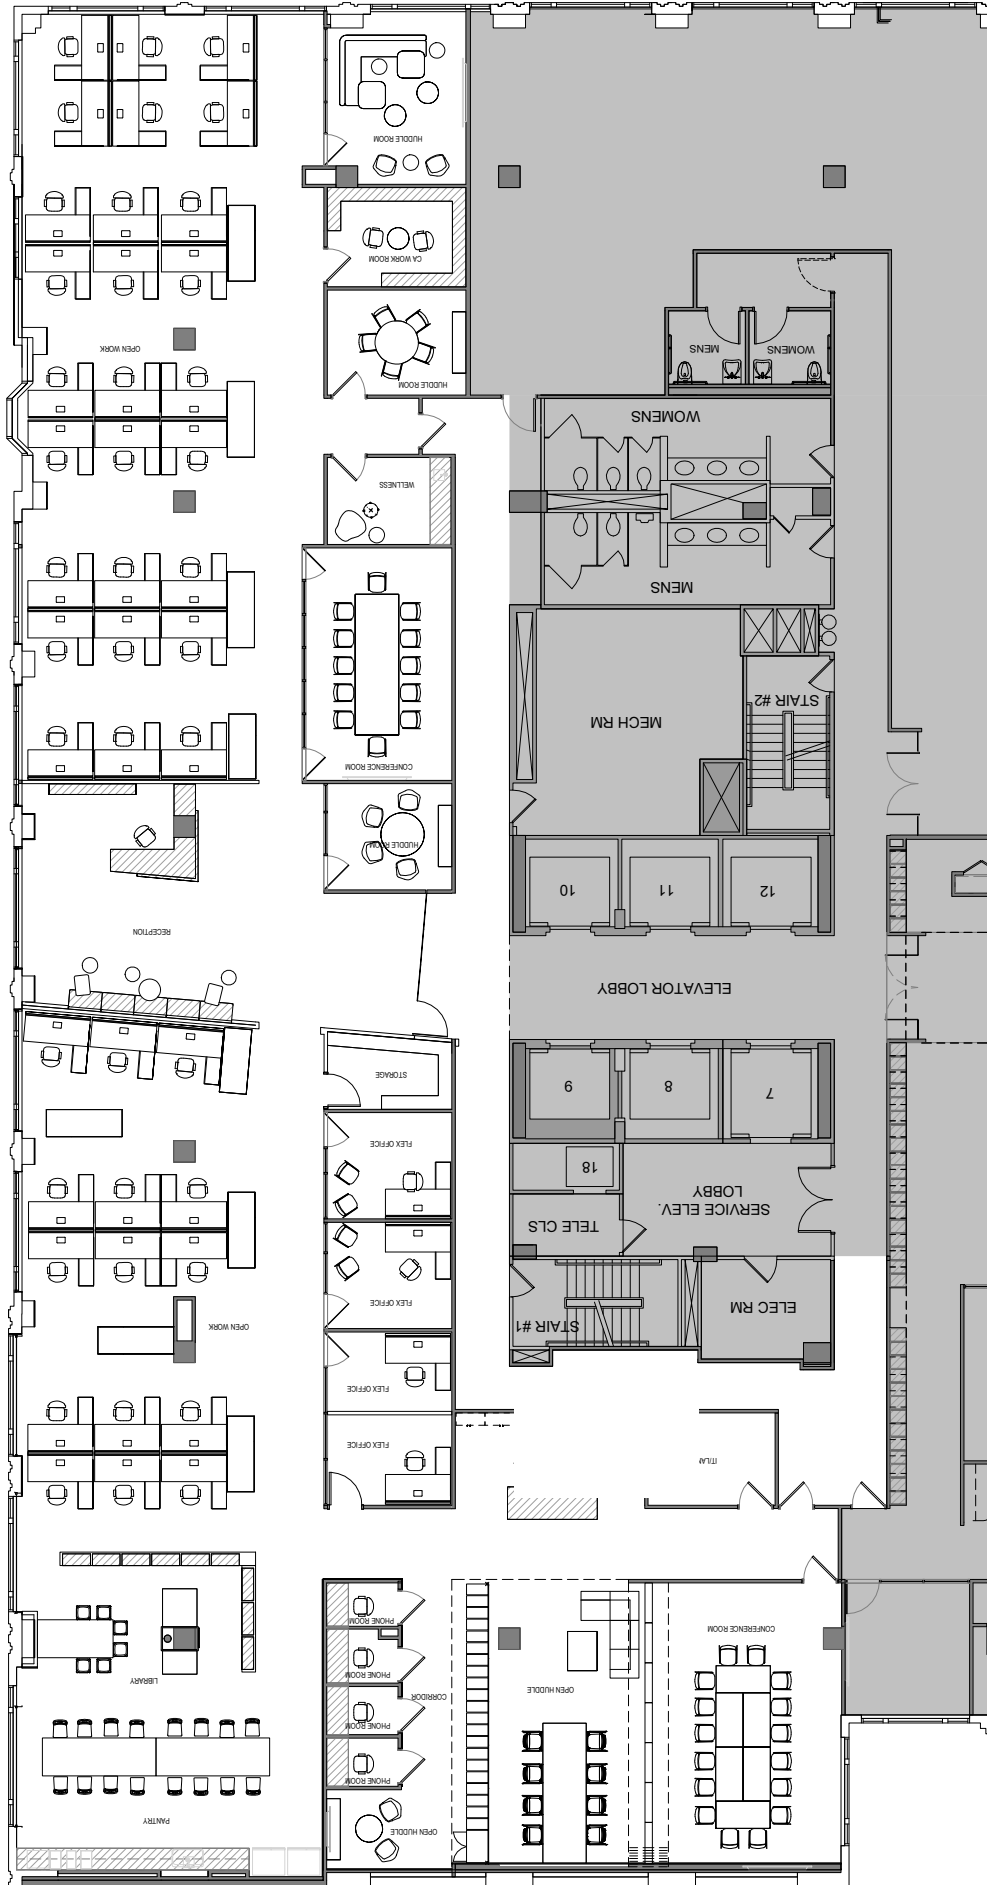 HUDDLE ROOM
CA WORK ROOM
OPEN WORK
HUDDLE ROOM
MENS
WOMENS
WOMENS
WELLNESS
MENS
STAIR #2
MECH RM
CONFERENCE ROOM
HUDDLE ROOM
10
11
12
RECEPTION
ELEVATOR LOBBY
STORAGE
9
8
7
FLEX OFFICE
18
SERVICE ELEV.
LOBBY
TELE CLS
FLEX OFFICE
ELEC RM
STAIR #1
OPEN WORK
FLEX OFFICE
FLEX OFFICE
PHONE ROOM
CONFERENCE ROOM
PHONE ROOM
LIBRARY
OPEN HUDDLE
CORRIDOR
PHONE ROOM
PHONE ROOM
PANTRY
OPEN HUDDLE